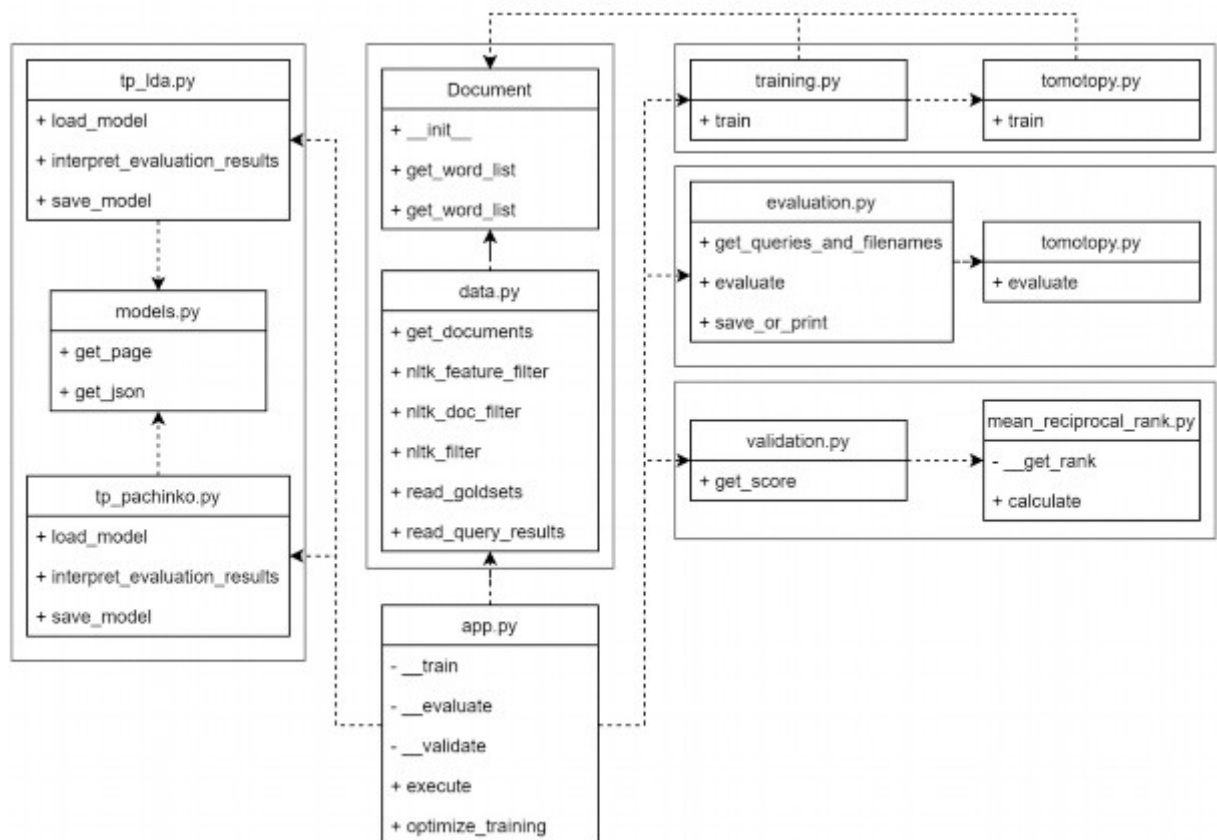 tp_lda.py
+ load_model
+ interpret_evaluation_results
+ save_model
models.py
+ get_page
+ get_json
tp_pachinko.py
+ load_model
+ interpret_evaluation_results
+ save_model
Document
+ __init__
+ get_word_list
+ get_word_list
data.py
+ get_documents
+ nltk_feature_filter
+ nltk_doc_filter
+ nltk_filter
+ read_goldsets
+ read_query_results
app.py
- __train
- __evaluate
- __validate
+ execute
+ optimize_training
training.py
+ train
tomotopy.py
+ train
evaluation.py
+ get_queries_and_filenames
+ evaluate
+ save_or_print
tomotopy.py
+ evaluate
validation.py
+ get_score
mean_reciprocal_rank.py
- __get_rank
+ calculate